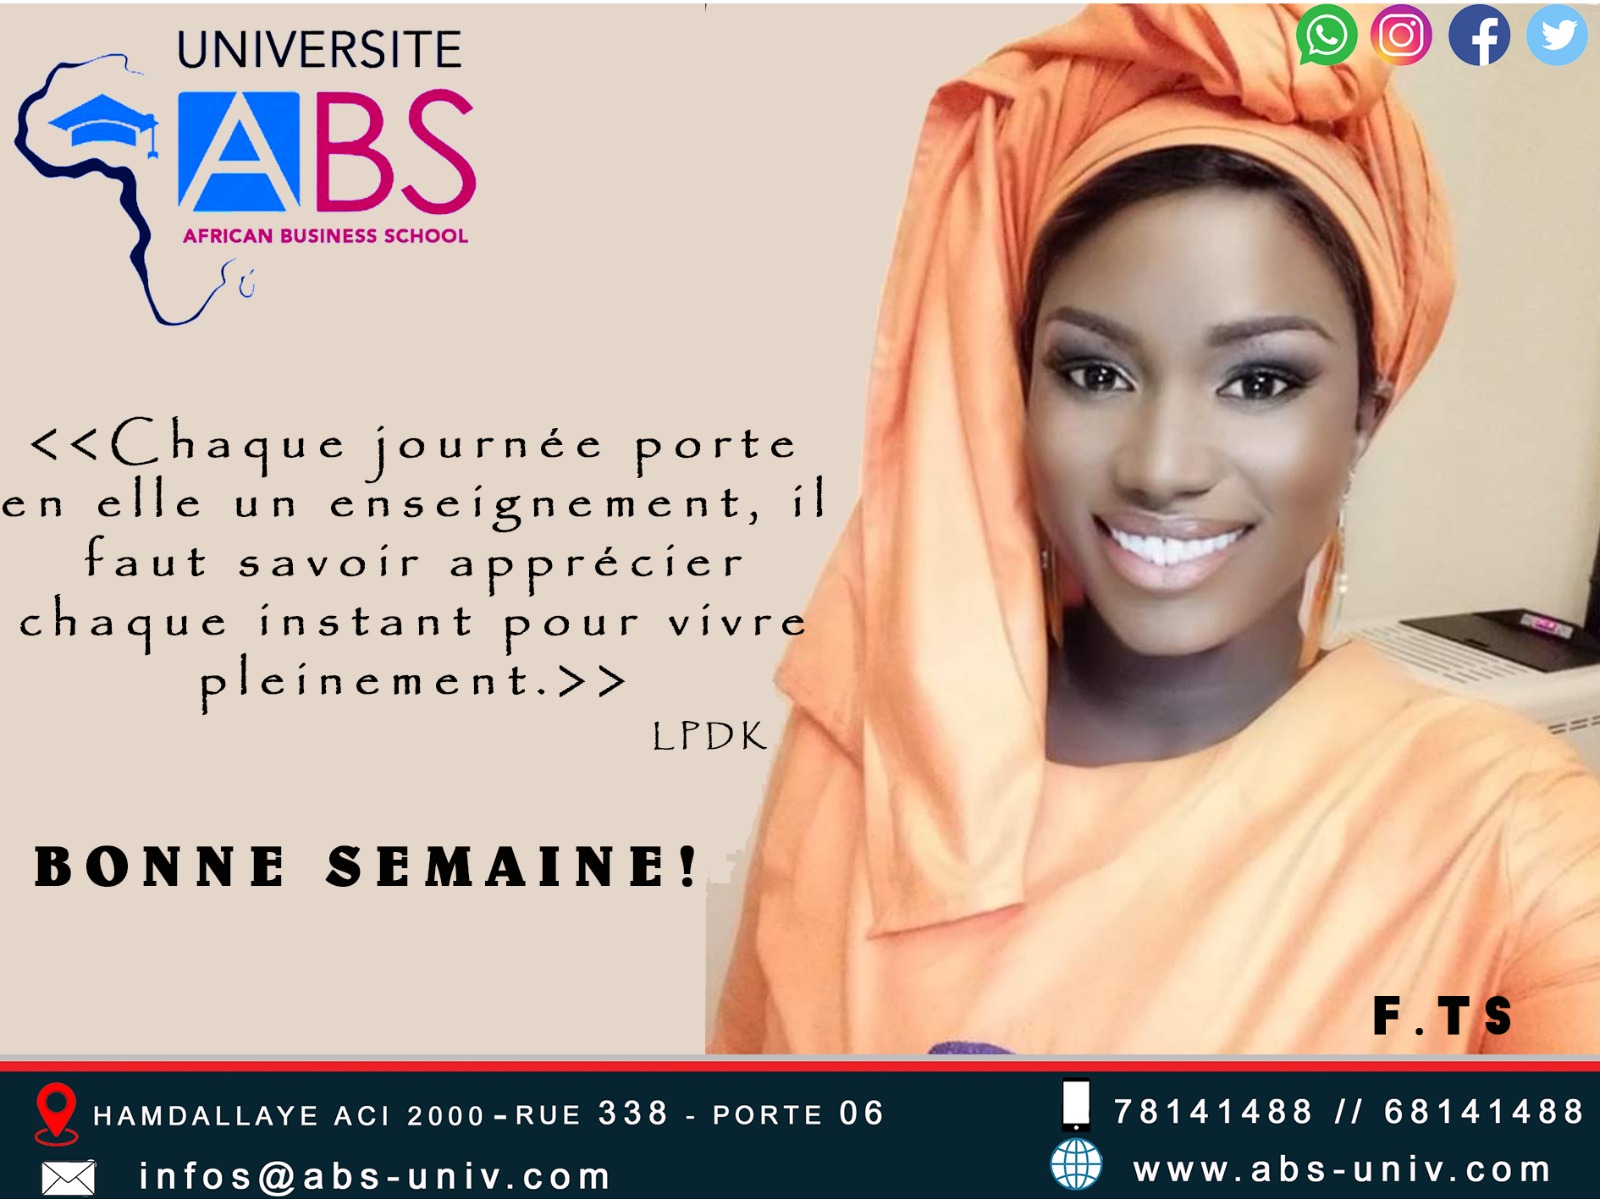 UNIVERSITE
ABS
AFRICAN BUSINESS SCHOOL
<<Chaque journée porte
en elle un enseignement, il
faut savoir apprécier
chaque instant pour vivre
pleinement.>>
LPDK
BONNE SEMAINE!
F.TS
HAMDALLAYE ACI 2000-RUE 338 - PORTE 06
78141488 // 68141488
infos@abs-univ.com
www.abs-univ.com